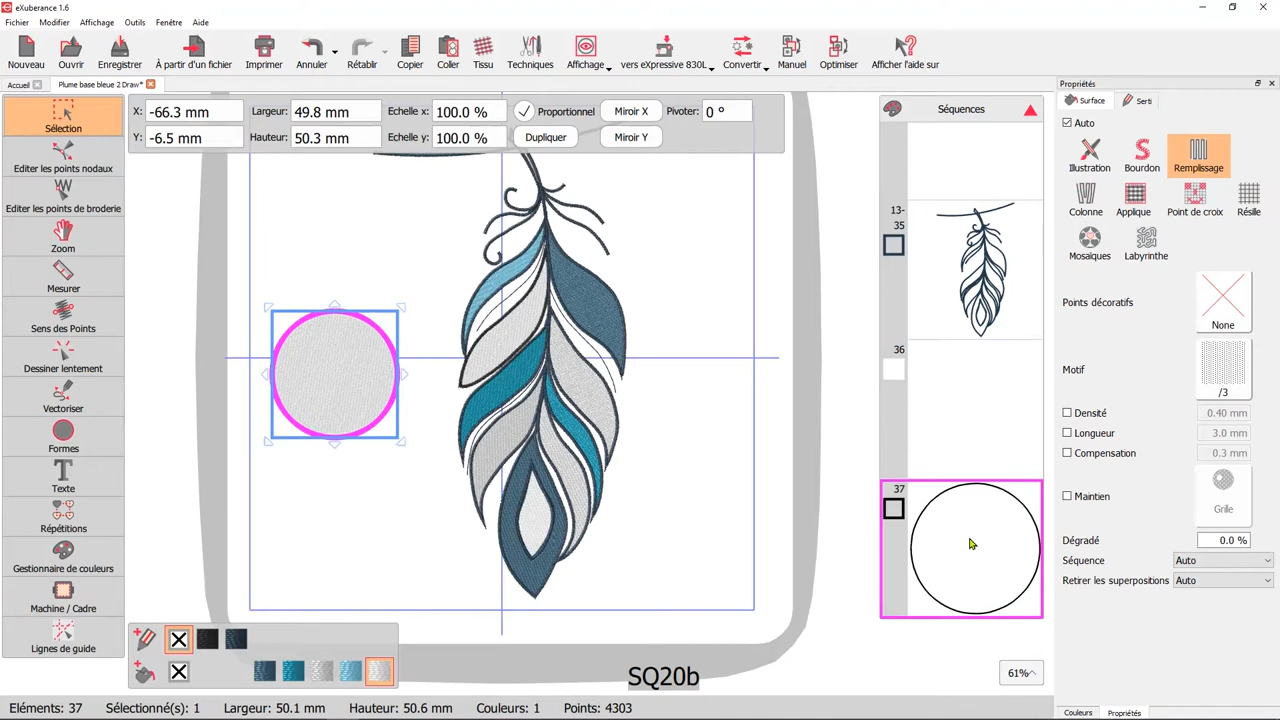 eXuberance 1.6
Fichier Modifier Affichage Outils Fenêtre Aide
Nouveau Ouvrir Enregistrer À partir d'un fichier Imprimer Annuler Rétablir Copier Coller Tissu Techniques Affichage vers eXpressive 830L Convertir Manuel Optimiser Afficher l'aide sur
Accueil Plume base bleue 2 Draw*
X: -66.3 mm Largeur: 49.8 mm Echelle x: 100.0 % Proportionnel Miroir X Pivoter: 0 °
Y: -6.5 mm Hauteur: 50.3 mm Echelle y: 100.0 % Dupliquer Miroir Y
Sélection
Editer les points nodaux
Editer les points de broderie
Zoom
Mesurer
Sens des Points
Dessiner lentement
Vectoriser
Formes
Texte
Répétitions
Gestionnaire de couleurs
Machine / Cadre
Lignes de guide
SQ20b
61%
Séquences
13-
35
36
37
Propriétés
Surface Serti
Auto
Illustration Bourdon Remplissage
Colonne Applique Point de croix Résille
Mosaïques Labyrinthe
Points décoratifs None
Motif /3
Densité 0.40 mm
Longueur 3.0 mm
Compensation 0.3 mm
Maintien Grille
Dégradé 0.0 %
Séquence Auto
Retirer les superpositions Auto
Couleurs Propriétés
Eléments: 37 Sélectionné(s): 1 Largeur: 50.1 mm Hauteur: 50.6 mm Couleurs: 1 Points: 4303